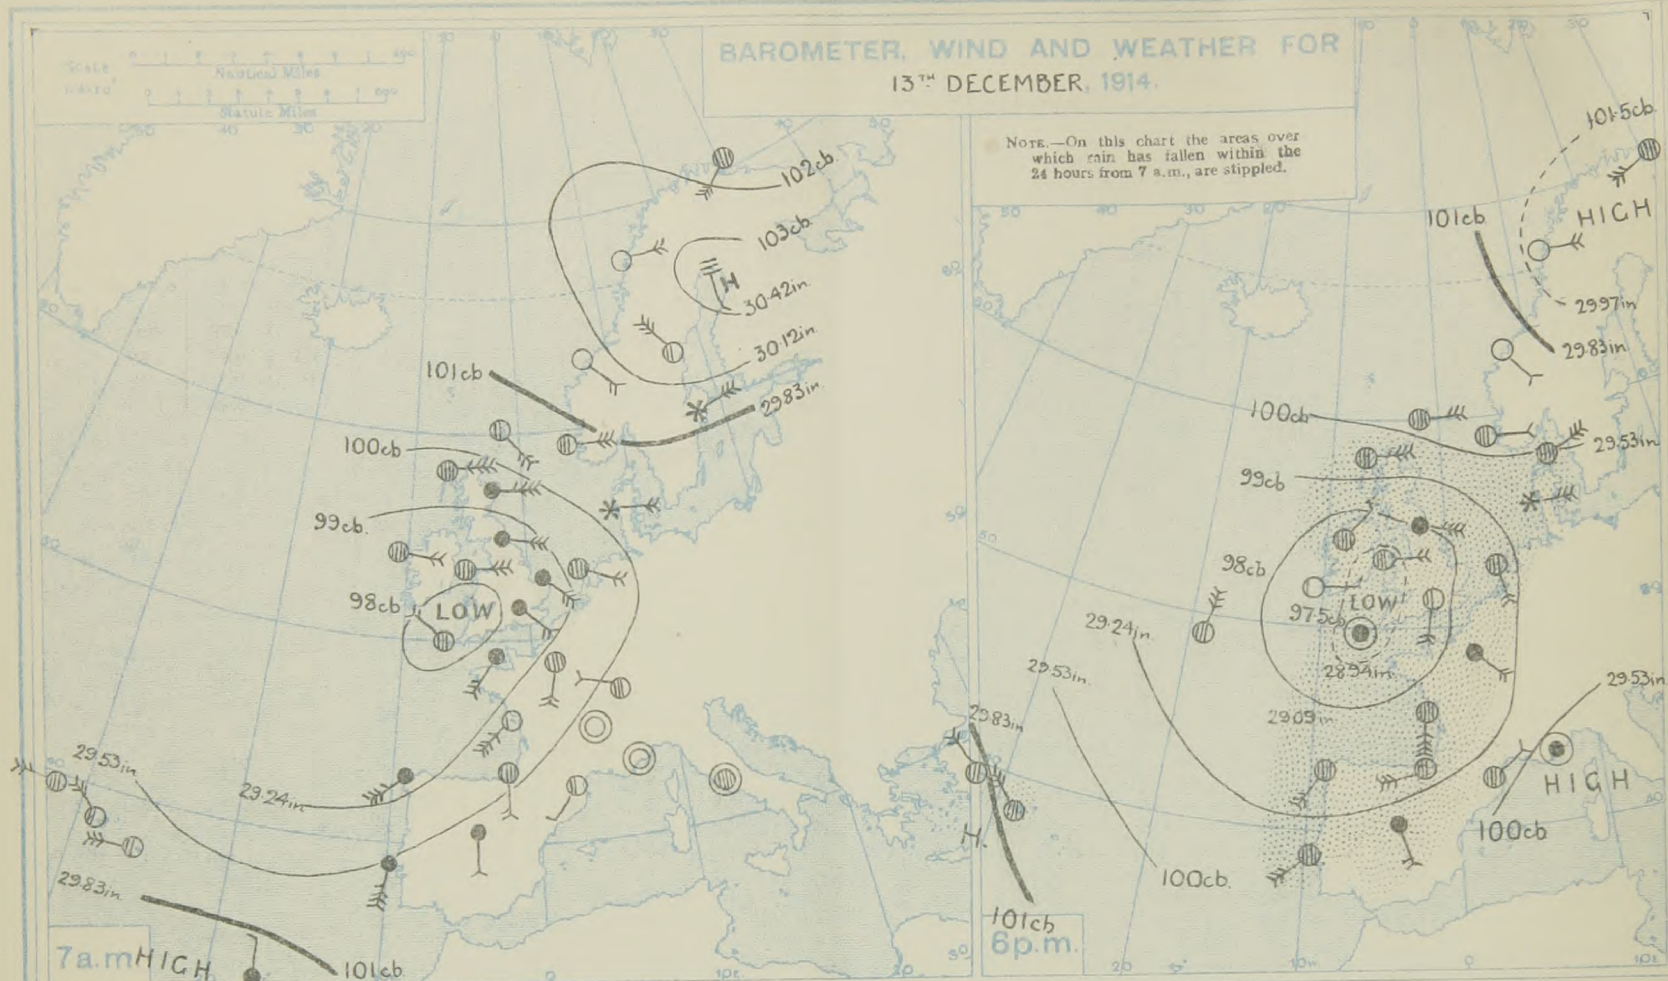 BAROMETER, WIND AND WEATHER FOR
13TH DECEMBER, 1914.
Nautical Miles
Statute Miles
NOTE.—On this chart the areas over
which rain has fallen within the
24 hours from 7 a.m., are stippled.
102cb.
103cb.
H
30·42in.
30·12in.
101cb
29·83in.
100cb
99cb.
98cb
LOW
29·53in.
29·24in.
29·83in.
7a.m
HIGH
101cb
101·5cb.
HIGH
101cb
29·97in
29·83in.
100cb
29·53in.
99cb
98cb
LOW
97·5cb
28·94in.
29·24in.
29·53in.
29·09in
29·53in.
29·83in
HIGH
H.
100cb
100cb.
101cb
6p.m.